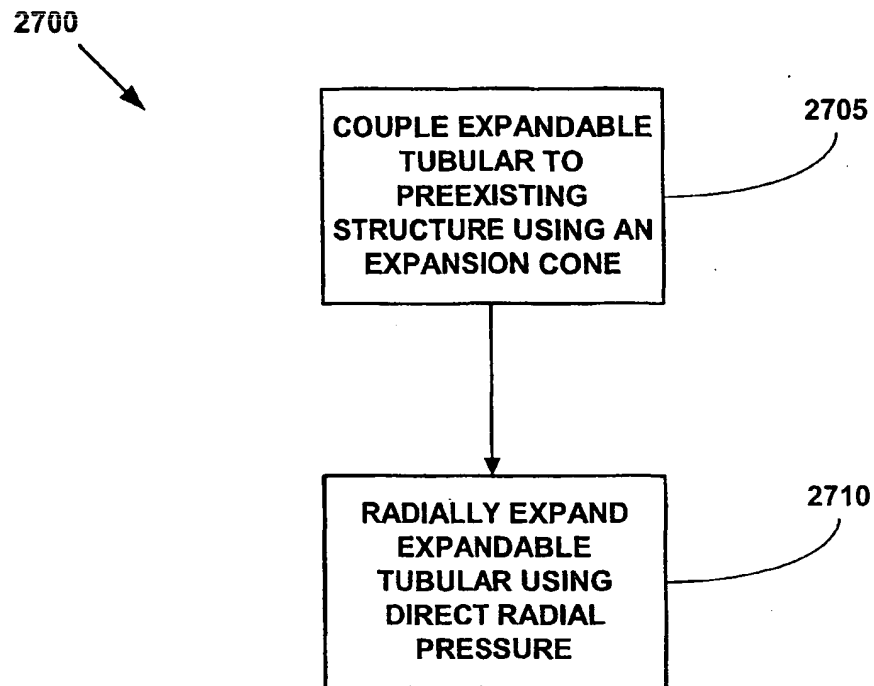 2700
COUPLE EXPANDABLE
TUBULAR TO
PREEXISTING
STRUCTURE USING AN
EXPANSION CONE
2705
RADIALLY EXPAND
EXPANDABLE
TUBULAR USING
DIRECT RADIAL
PRESSURE
2710